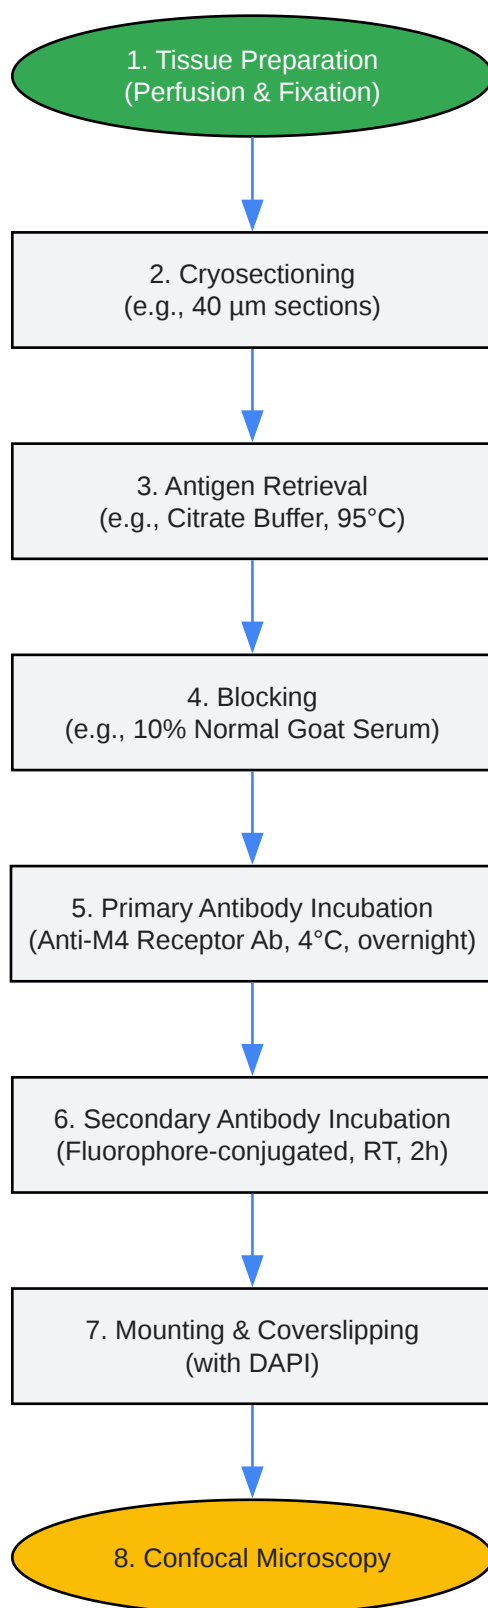 1. Tissue Preparation
(Perfusion & Fixation)
2. Cryosectioning
(e.g., 40 µm sections)
3. Antigen Retrieval
(e.g., Citrate Buffer, 95°C)
4. Blocking
(e.g., 10% Normal Goat Serum)
5. Primary Antibody Incubation
(Anti-M4 Receptor Ab, 4°C, overnight)
6. Secondary Antibody Incubation
(Fluorophore-conjugated, RT, 2h)
7. Mounting & Coverslipping
(with DAPI)
8. Confocal Microscopy